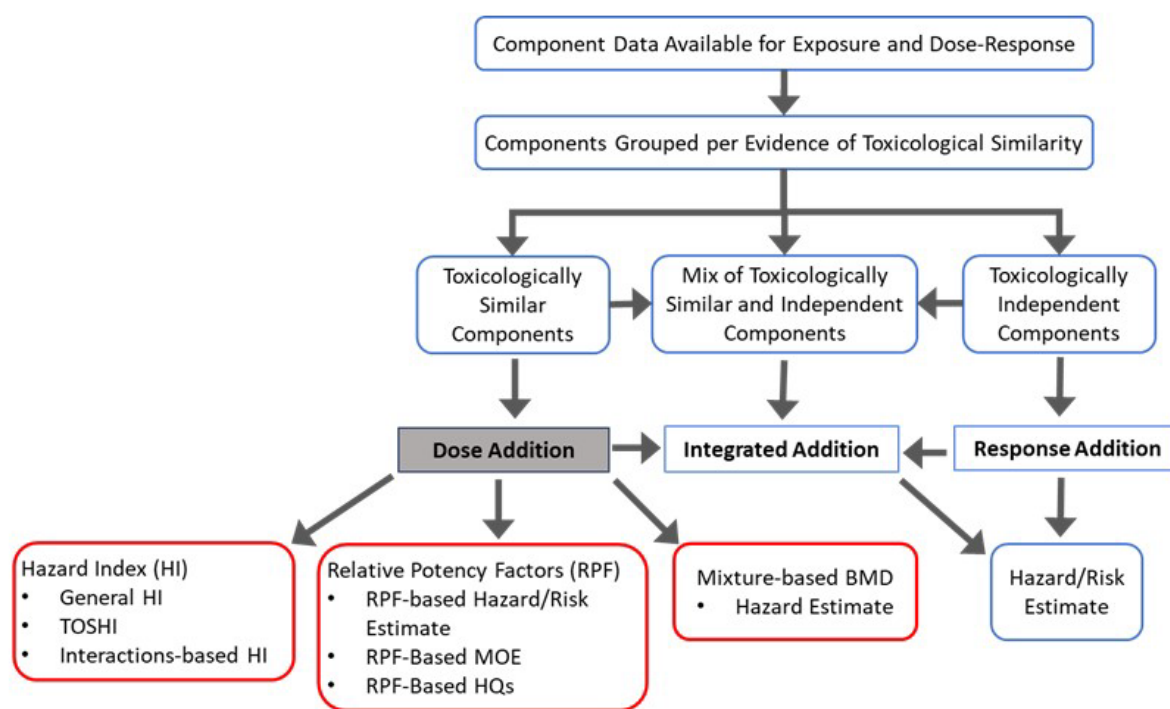 Component Data Available for Exposure and Dose-Response
Components Grouped per Evidence of Toxicological Similarity
Toxicologically
Similar
Components
Mix of Toxicologically
Similar and Independent
Components
Toxicologically
Independent
Components
Dose Addition
Integrated Addition
Response Addition
Hazard Index (HI)
• General HI
• TOSHI
• Interactions-based HI
Relative Potency Factors (RPF)
• RPF-based Hazard/Risk
Estimate
• RPF-Based MOE
• RPF-Based HQs
Mixture-based BMD
• Hazard Estimate
Hazard/Risk
Estimate